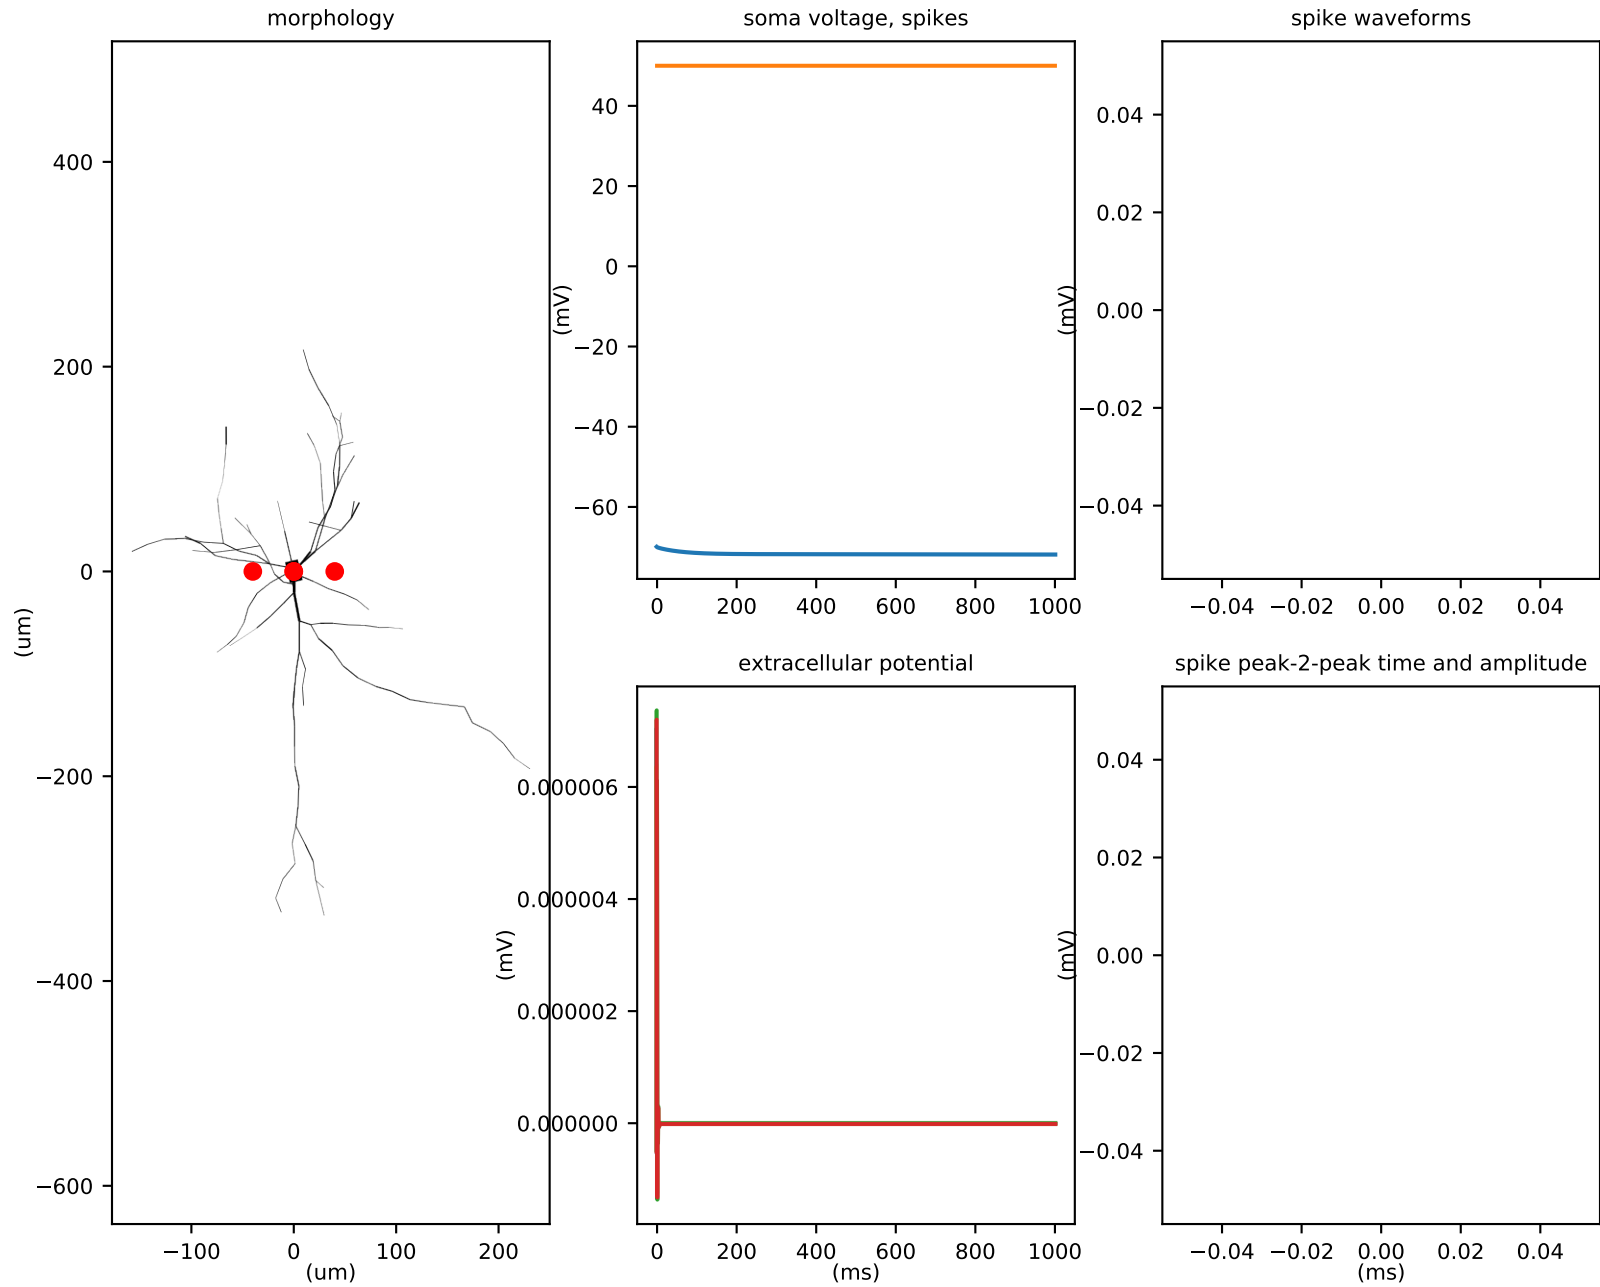 morphology
400
200
0
−200
−400
−600
(um)
−100 0 100 200
(um)
soma voltage, spikes
40
20
0
−20
−40
−60
(mV)
0 200 400 600 800 1000
spike waveforms
0.04
0.02
0.00
−0.02
−0.04
(mV)
−0.04 −0.02 0.00 0.02 0.04
extracellular potential
0.000006
0.000004
0.000002
0.000000
(mV)
0 200 400 600 800 1000
(ms)
spike peak-2-peak time and amplitude
0.04
0.02
0.00
−0.02
−0.04
(mV)
−0.04 −0.02 0.00 0.02 0.04
(ms)